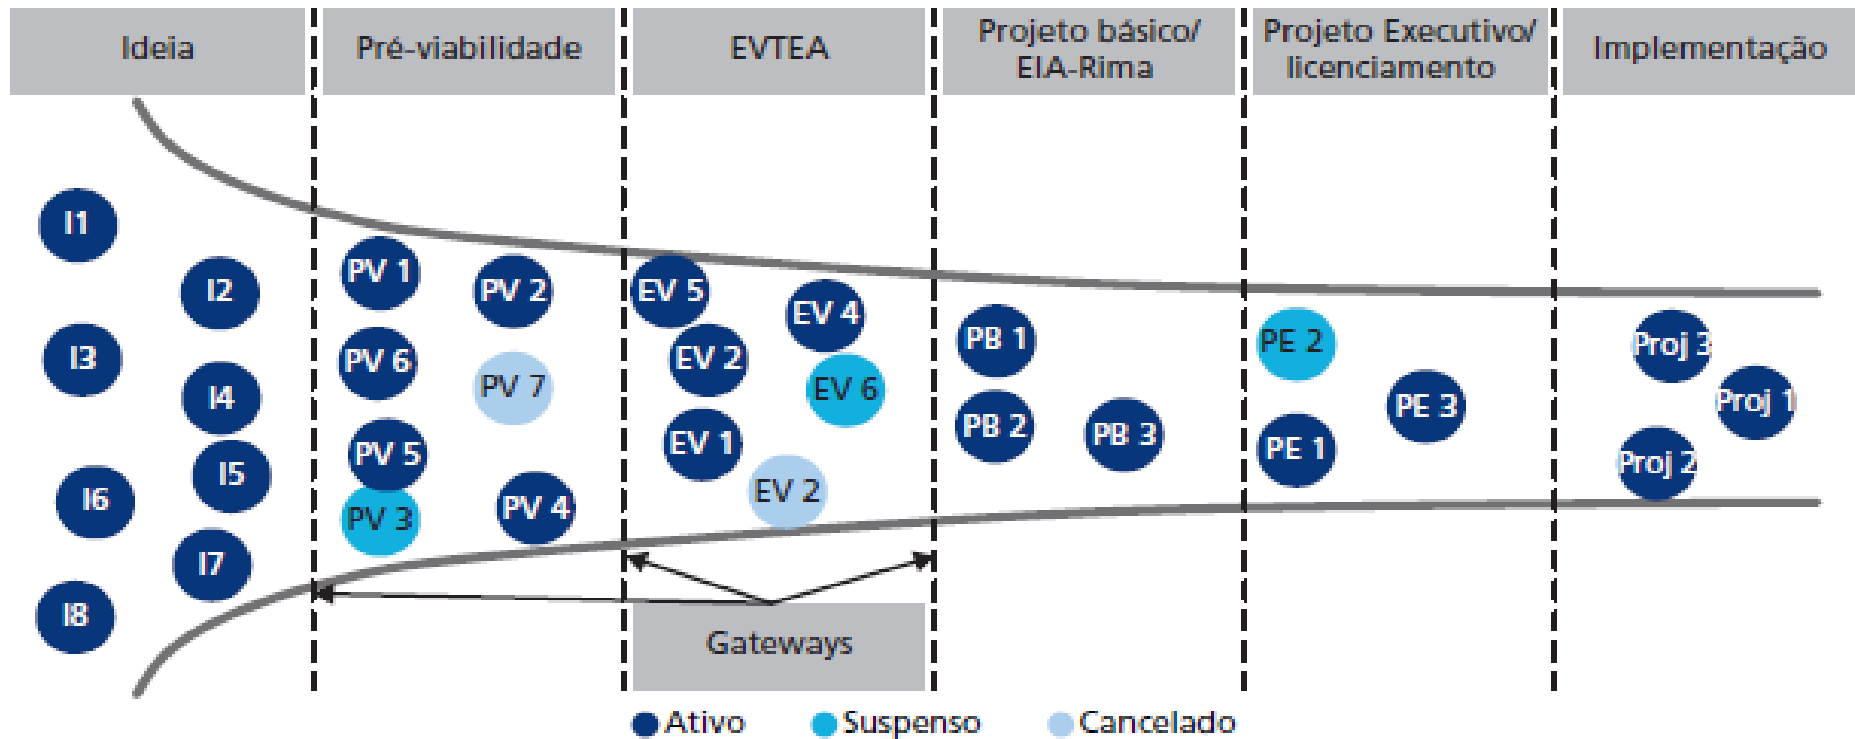 Ideia
Pré-viabilidade
EVTEA
Projeto básico/
EIA-Rima
Projeto Executivo/
licenciamento
Implementação
I1
I2
I3
I4
I5
I6
I7
I8
PV 1
PV 2
PV 6
PV 7
PV 5
PV 3
PV 4
EV 5
EV 4
EV 2
EV 6
EV 1
EV 2
PB 1
PB 2
PB 3
PE 2
PE 3
PE 1
Proj 3
Proj 1
Proj 2
Gateways
Ativo
Suspenso
Cancelado